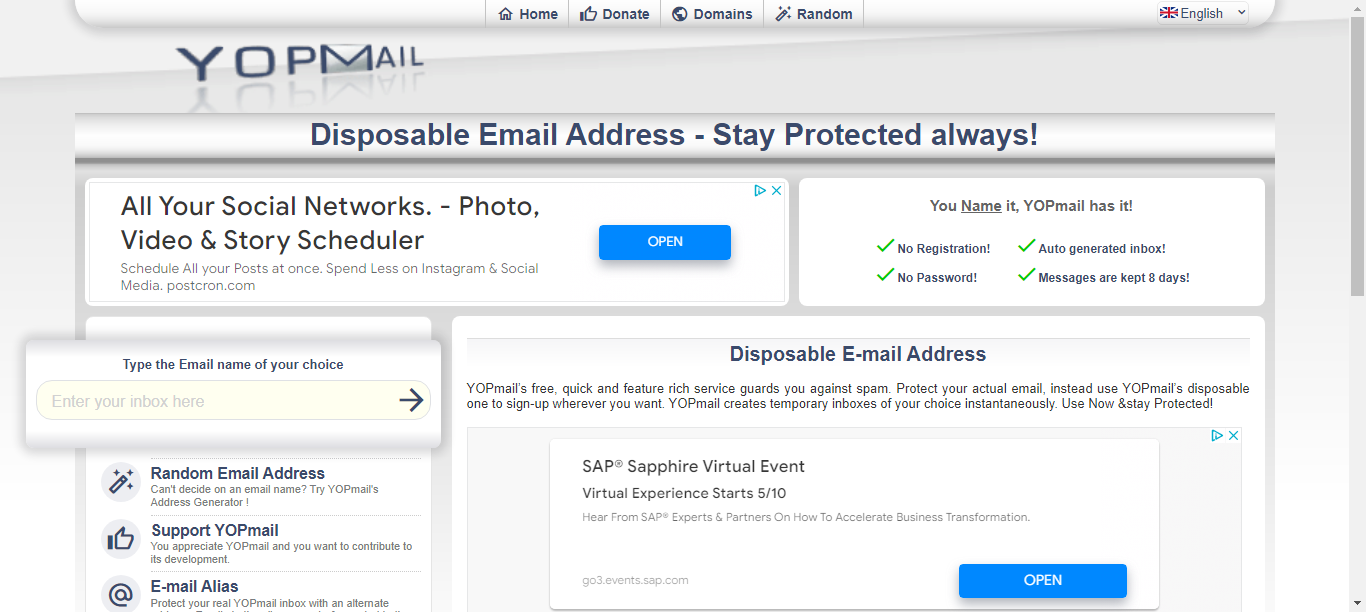 Home
Donate
Domains
Random
English
YOPMAIL
Disposable Email Address - Stay Protected always!
All Your Social Networks. - Photo,
Video & Story Scheduler
Schedule All your Posts at once. Spend Less on Instagram & Social
Media. postcron.com
OPEN
You Name it, YOPmail has it!
No Registration!
Auto generated inbox!
No Password!
Messages are kept 8 days!
Type the Email name of your choice
Enter your inbox here
Random Email Address
Can't decide on an email name? Try YOPmail's
Address Generator !
Support YOPmail
You appreciate YOPmail and you want to contribute to
its development.
E-mail Alias
Protect your real YOPmail inbox with an alternate
Disposable E-mail Address
YOPmail's free, quick and feature rich service guards you against spam. Protect your actual email, instead use YOPmail's disposable
one to sign-up wherever you want. YOPmail creates temporary inboxes of your choice instantaneously. Use Now &stay Protected!
SAP® Sapphire Virtual Event
Virtual Experience Starts 5/10
Hear From SAP® Experts & Partners On How To Accelerate Business Transformation.
go3.events.sap.com
OPEN